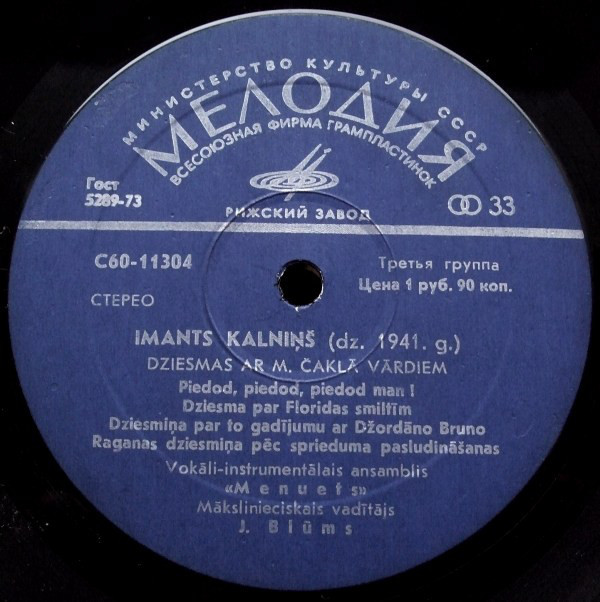 МИНИСТЕРСТВО КУЛЬТУРЫ СССР
МЕЛОДИЯ
ВСЕСОЮЗНАЯ ФИРМА ГРАМПЛАСТИНОК
Гост
5289-73
РИЖСКИЙ ЗАВОД
33
С60-11304
Третья группа
Цена 1 руб. 90 коп.
СТЕРЕО
IMANTS KALNIŅŠ (dz. 1941. g.)
DZIESMAS AR M. ČAKLĀ VĀRDIEM
Piedod, piedod, piedod man !
Dziesma par Floridas smiltīm
Dziesmiņa par to gadījumu ar Džordāno Bruno
Raganas dziesmiņa pēc sprieduma pasludināšanas
Vokāli-instrumentālais ansamblis
«Menuets»
Mākslinieciskais vadītājs
J. Blūms